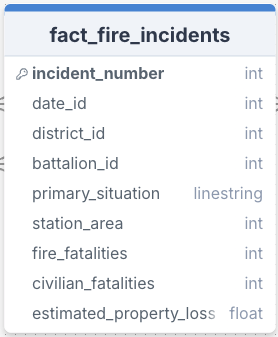 fact_fire_incidents
incident_number int
date_id int
district_id int
battalion_id int
primary_situation linestring
station_area int
fire_fatalities int
civilian_fatalities int
estimated_property_loss float